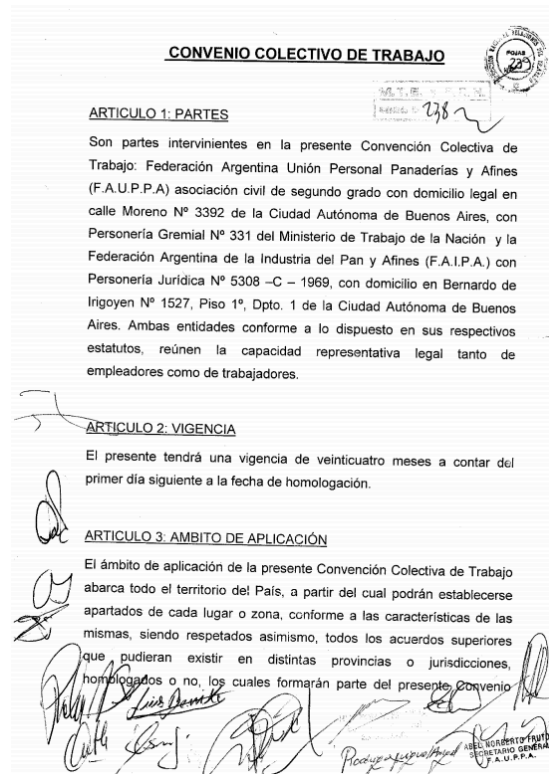 CONVENIO COLECTIVO DE TRABAJO
FOJAS
239
238
ARTICULO 1: PARTES
Son partes intervinientes en la presente Convención Colectiva de
Trabajo: Federación Argentina Unión Personal Panaderías y Afines
(F.A.U.P.P.A) asociación civil de segundo grado con domicilio legal en
calle Moreno Nº 3392 de la Ciudad Autónoma de Buenos Aires, con
Personería Gremial Nº 331 del Ministerio de Trabajo de la Nación y la
Federación Argentina de la Industria del Pan y Afines (F.A.I.P.A.) con
Personería Jurídica Nº 5308 –C – 1969, con domicilio en Bernardo de
Irigoyen Nº 1527, Piso 1º, Dpto. 1 de la Ciudad Autónoma de Buenos
Aires. Ambas entidades conforme a lo dispuesto en sus respectivos
estatutos, reúnen la capacidad representativa legal tanto de
empleadores como de trabajadores.
ARTICULO 2: VIGENCIA
El presente tendrá una vigencia de veinticuatro meses a contar del
primer día siguiente a la fecha de homologación.
ARTICULO 3: AMBITO DE APLICACIÓN
El ámbito de aplicación de la presente Convención Colectiva de Trabajo
abarca todo el territorio del País, a partir del cual podrán establecerse
apartados de cada lugar o zona, conforme a las características de las
mismas, siendo respetados asimismo, todos los acuerdos superiores
que pudieran existir en distintas provincias o jurisdicciones,
homologados o no, los cuales formarán parte del presente Convenio
ABEL NORBERTO FRUTO
SECRETARIO GENERAL
F.A.U.P.P.A.